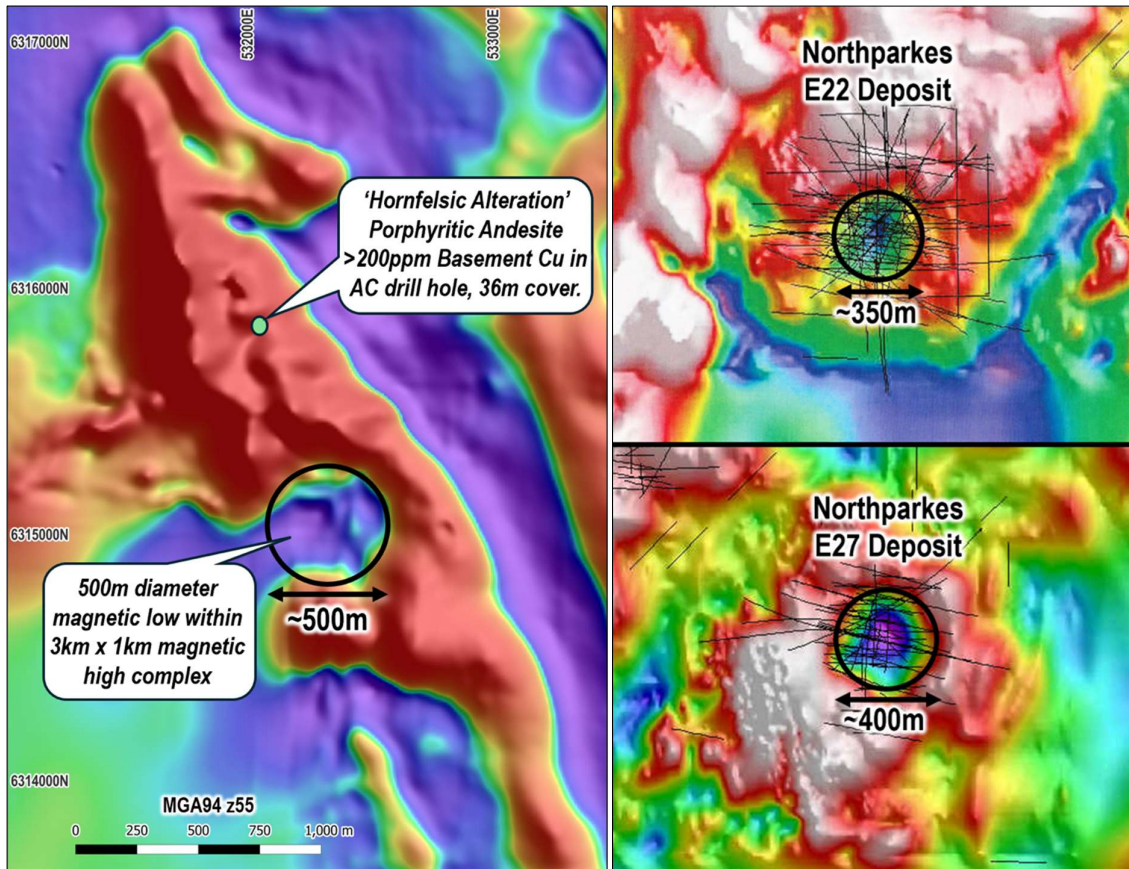 6317000N
532000E
533000E
'Hornfelsic Alteration'
Porphyritic Andesite
>200ppm Basement Cu in
AC drill hole, 36m cover.
6316000N
6315000N
500m diameter
magnetic low within
3km x 1km magnetic
high complex
~500m
6314000N
MGA94 z55
0 250 500 750 1,000 m
Northparkes
E22 Deposit
~350m
Northparkes
E27 Deposit
~400m